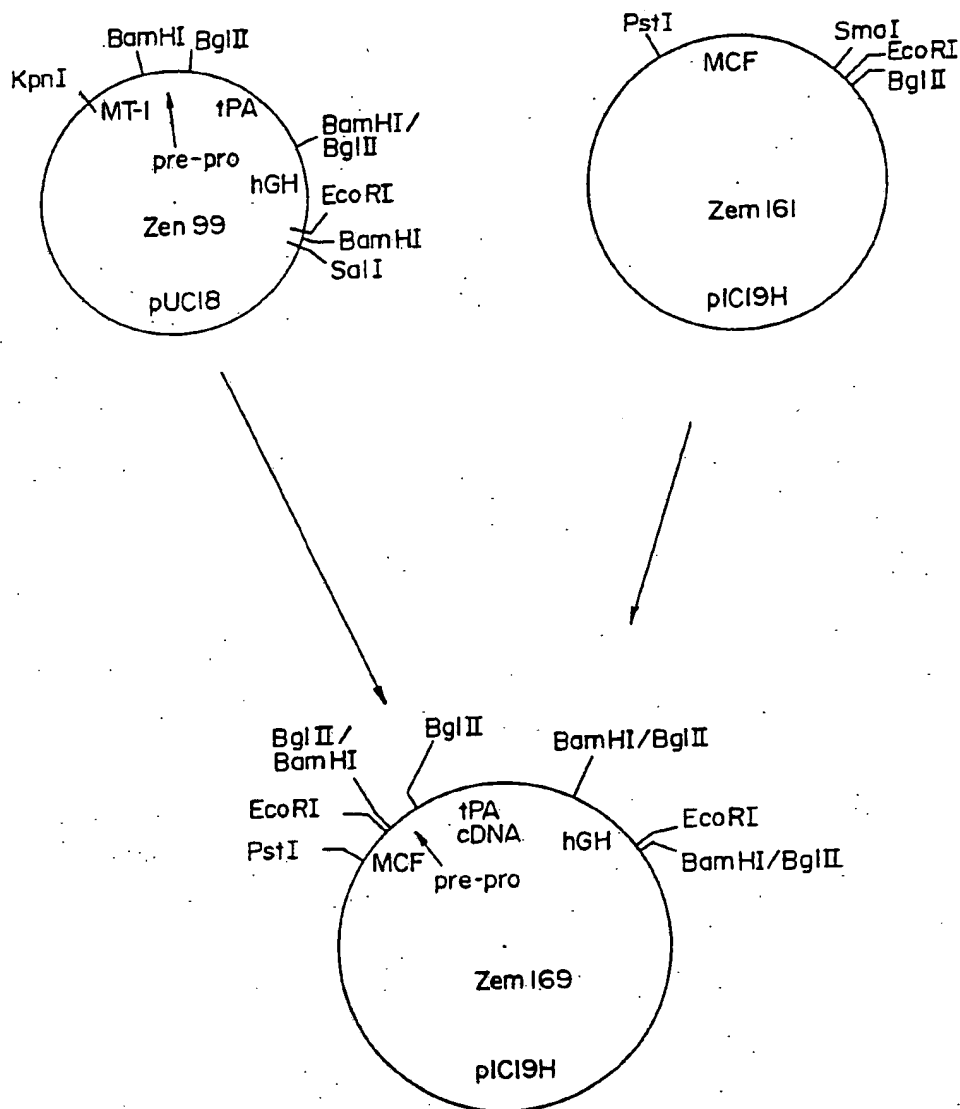 BamHI
BglII
KpnI
MT-I
tPA
pre-pro
BamHI/
BglII
hGH
EcoRI
BamHI
SalI
Zen 99
pUC18
PstI
MCF
SmaI
EcoRI
BglII
Zem 161
pIC19H
BglII/
BamHI
BglII
BamHI/BglII
EcoRI
PstI
MCF
pre-pro
tPA
cDNA
hGH
EcoRI
BamHI/BglII
Zem 169
pIC19H